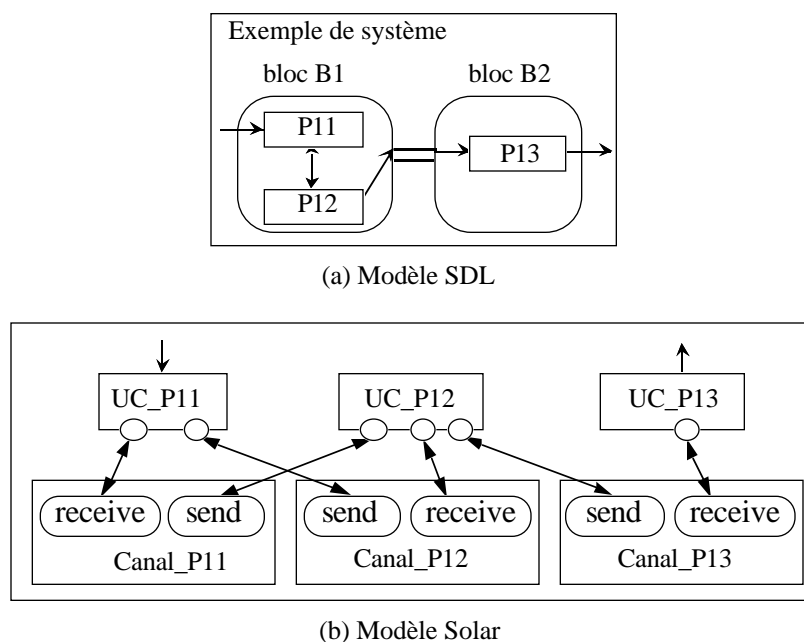 Exemple de système
bloc B1 bloc B2
P11
P13
P12
(a) Modèle SDL
UC_P11 UC_P12 UC_P13
receive send send receive send receive
Canal_P11 Canal_P12 Canal_P13
(b) Modèle Solar